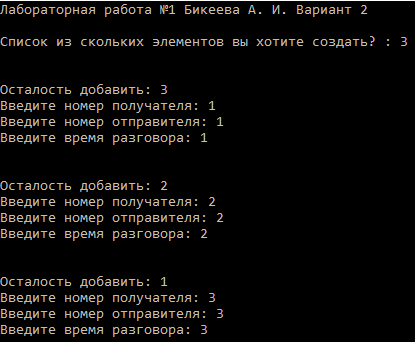 Лабораторная работа №1 Бикеева А. И. Вариант 2
Список из скольких элементов вы хотите создать? : 3
Осталость добавить: 3
Введите номер получателя: 1
Введите номер отправителя: 1
Введите время разговора: 1
Осталость добавить: 2
Введите номер получателя: 2
Введите номер отправителя: 2
Введите время разговора: 2
Осталость добавить: 1
Введите номер получателя: 3
Введите номер отправителя: 3
Введите время разговора: 3